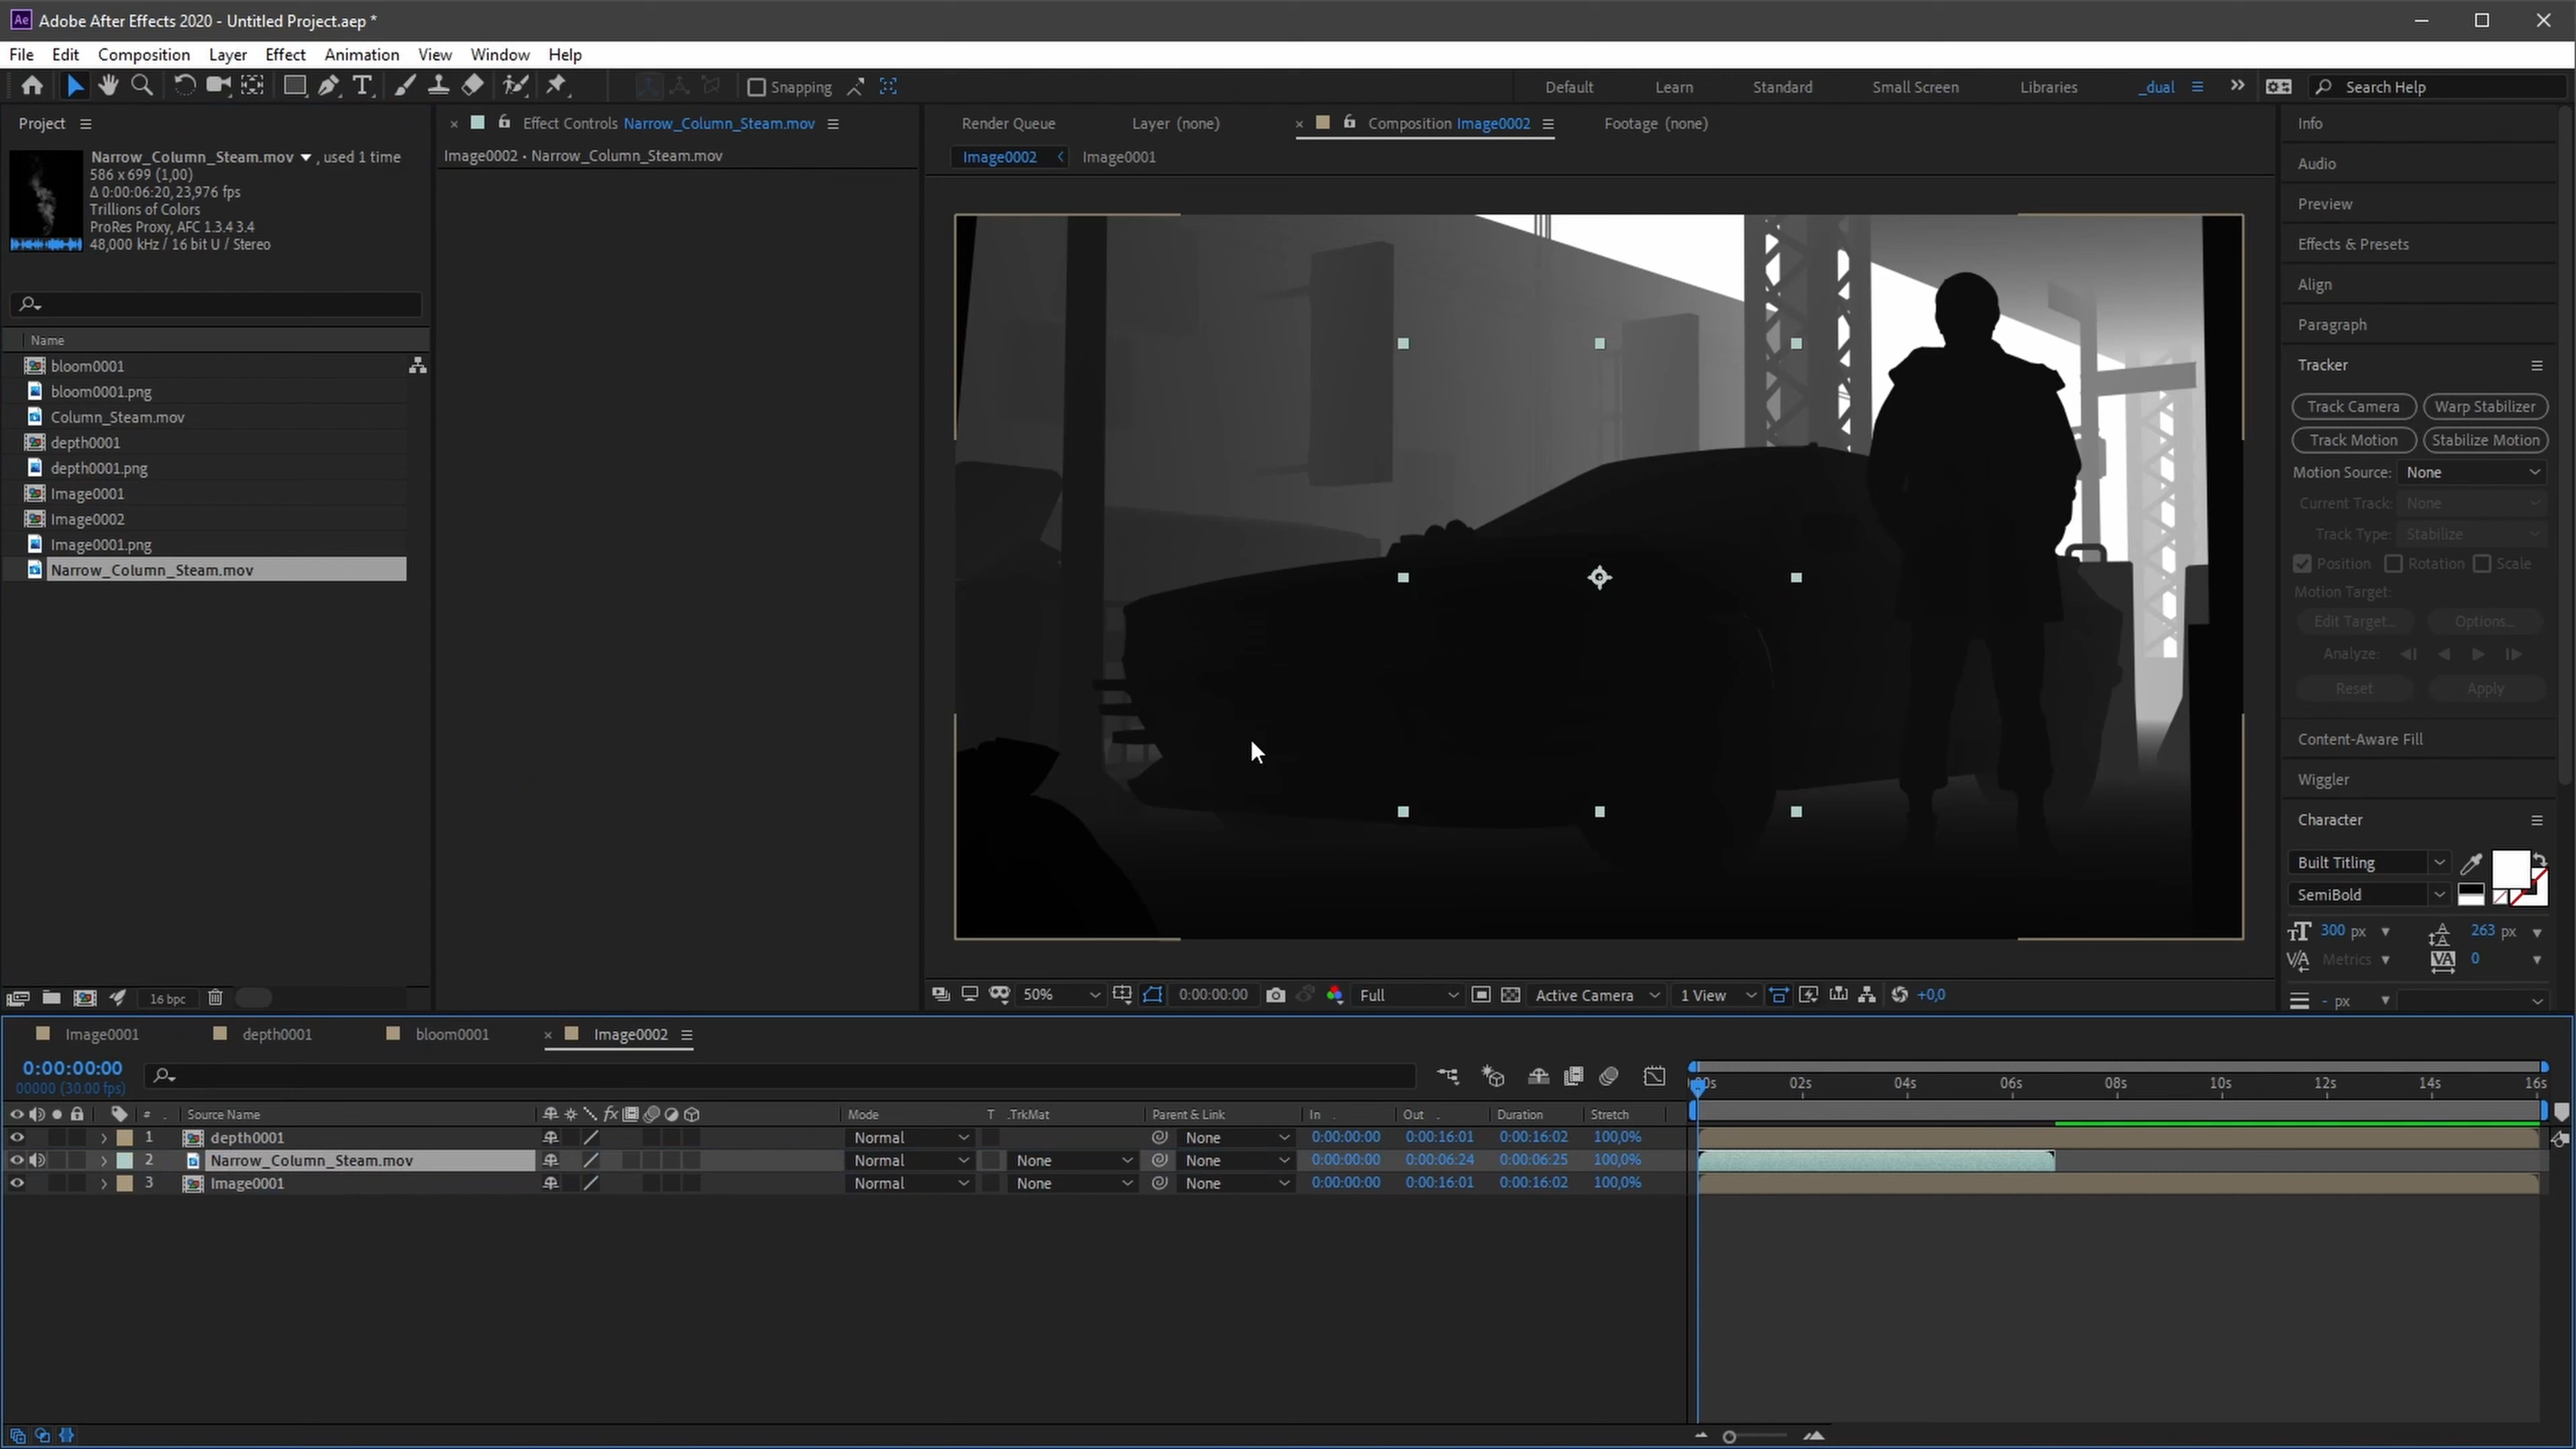 Ae Adobe After Effects 2020 - Untitled Project.aep *
File Edit Composition Layer Effect Animation View Window Help
Snapping
Default Learn Standard Small Screen Libraries _dual Search Help
Project
Narrow_Column_Steam.mov , used 1 time
586 x 699 (1,00)
Δ 0:00:06:20, 23,976 fps
Trillions of Colors
ProRes Proxy, AFC 1.3.4 3.4
48,000 kHz / 16 bit U / Stereo
Name
bloom0001
bloom0001.png
Column_Steam.mov
depth0001
depth0001.png
Image0001
Image0002
Image0001.png
Narrow_Column_Steam.mov
16 bpc
Effect Controls Narrow_Column_Steam.mov
Image0002 • Narrow_Column_Steam.mov
Render Queue Layer (none) Composition Image0002 Footage (none)
Image0002 Image0001
50% 0:00:00:00 Full Active Camera 1 View +0,0
Info
Audio
Preview
Effects & Presets
Align
Paragraph
Tracker
Track Camera Warp Stabilizer
Track Motion Stabilize Motion
Motion Source: None
Current Track: None
Track Type: Stabilize
Position Rotation Scale
Motion Target:
Edit Target... Options...
Analyze:
Reset Apply
Content-Aware Fill
Wiggler
Character
Built Titling
SemiBold
300 px 263 px
Metrics 0
- px
Image0001 depth0001 bloom0001 Image0002
0:00:00:00
00000 (30.00 fps)
02s 04s 06s 08s 10s 12s 14s 16s
# Source Name fx Mode T .TrkMat Parent & Link In Out Duration Stretch
1 depth0001 Normal None 0:00:00:00 0:00:16:01 0:00:16:02 100,0%
2 Narrow_Column_Steam.mov Normal None None 0:00:00:00 0:00:06:24 0:00:06:25 100,0%
3 Image0001 Normal None None 0:00:00:00 0:00:16:01 0:00:16:02 100,0%